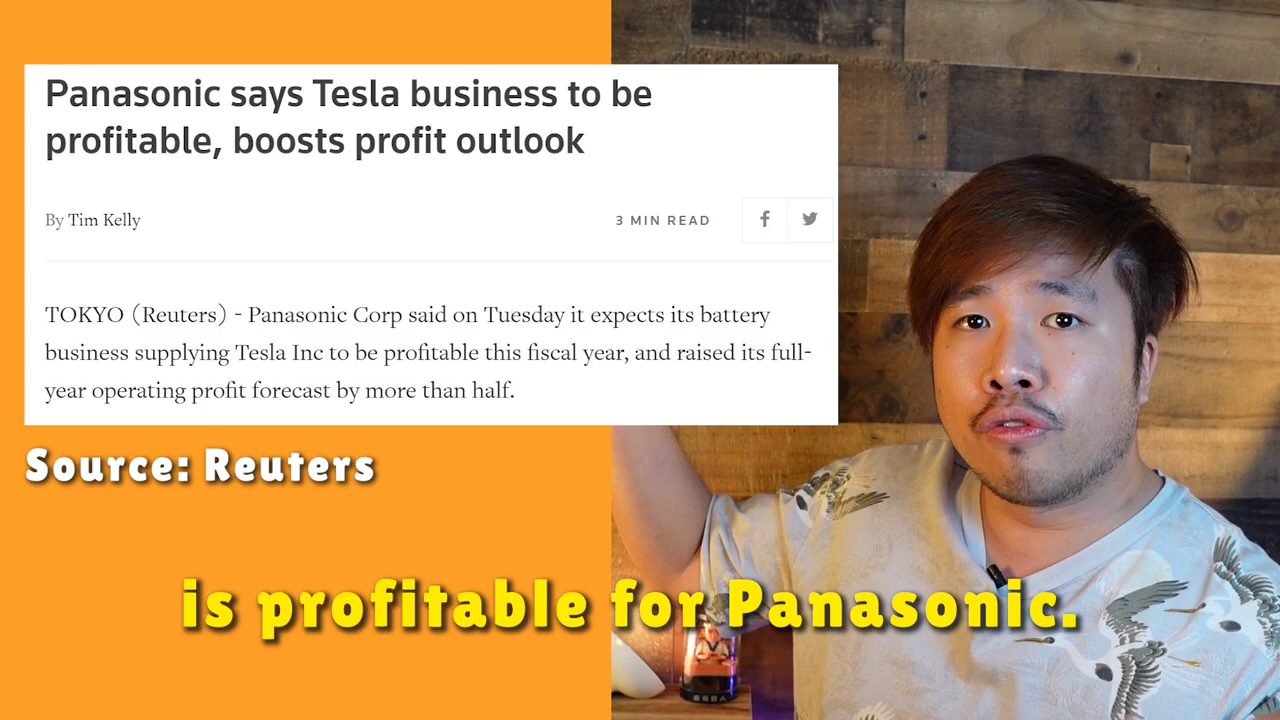 Panasonic says Tesla business to be
profitable, boosts profit outlook
By Tim Kelly
3 MIN READ
TOKYO (Reuters) - Panasonic Corp said on Tuesday it expects its battery
business supplying Tesla Inc to be profitable this fiscal year, and raised its full-
year operating profit forecast by more than half.
Source: Reuters
is profitable for Panasonic.